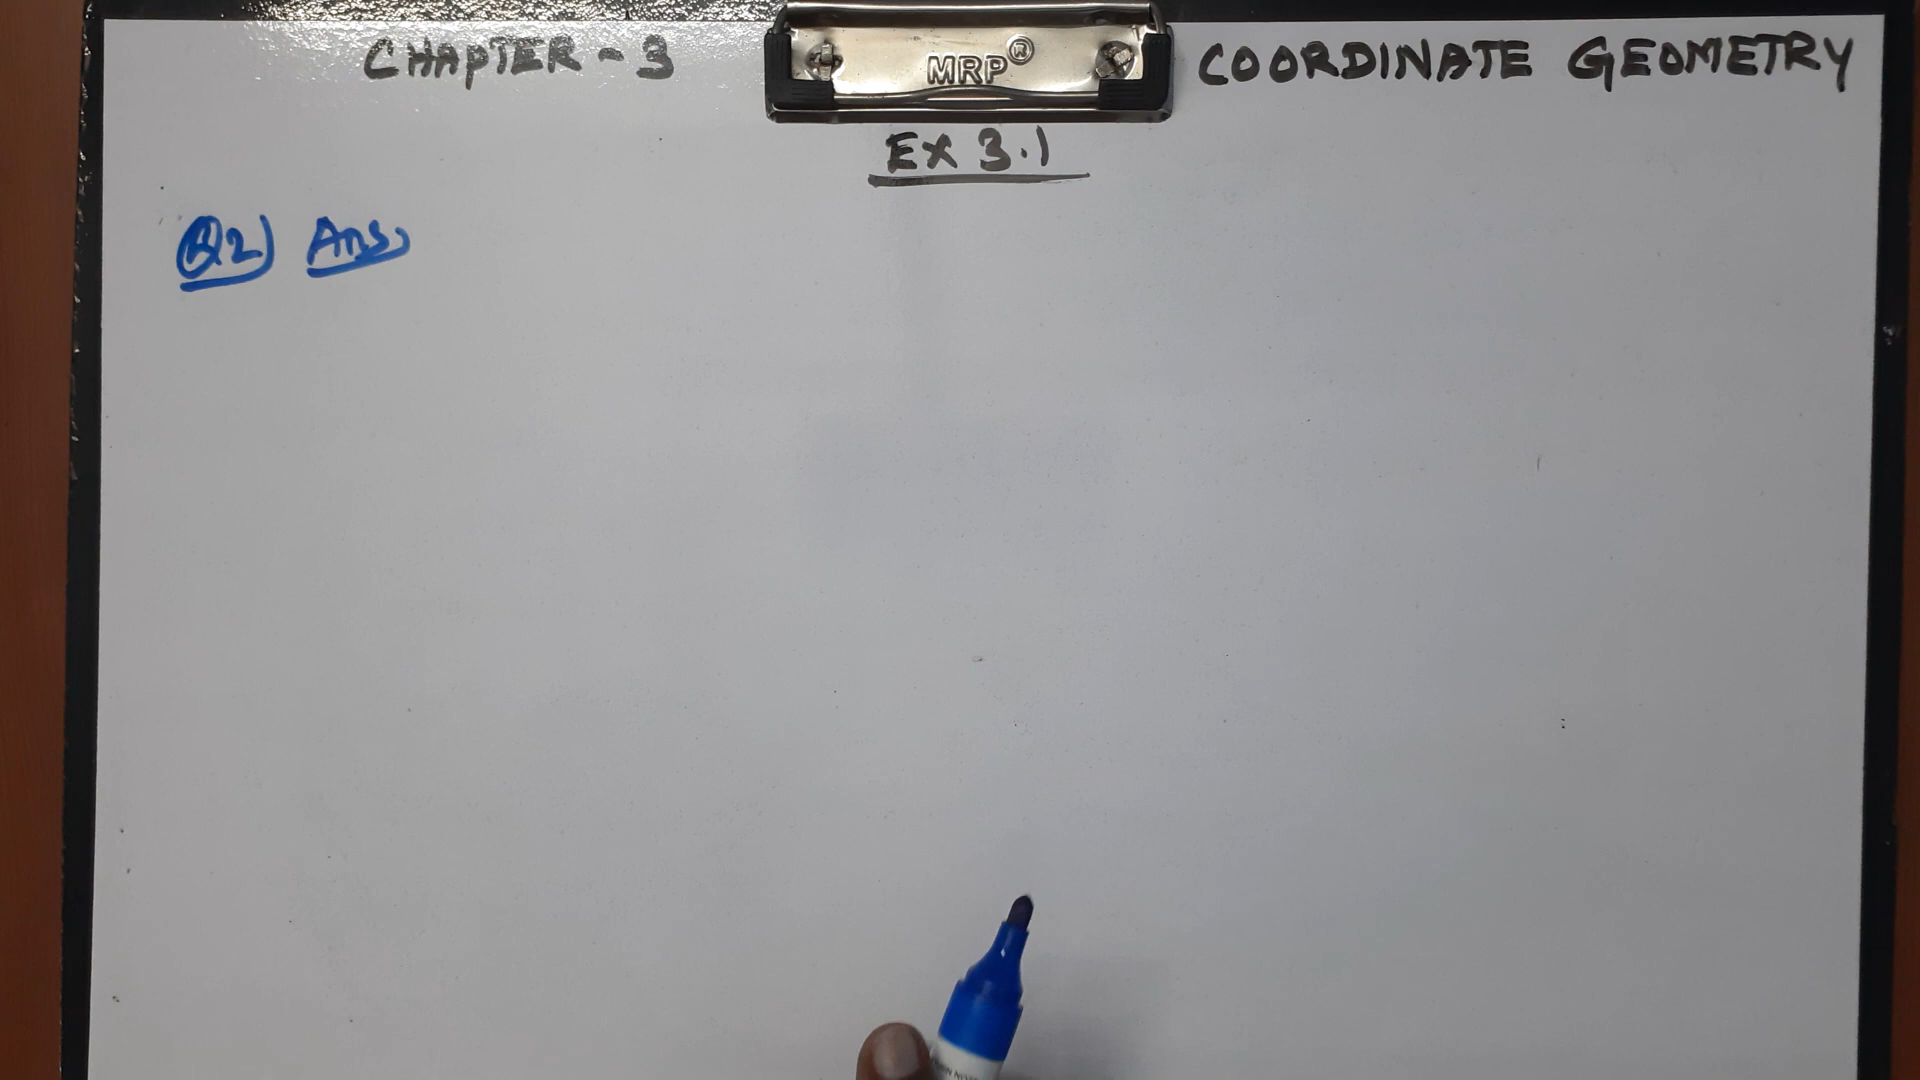 CHAPTER - 3
MRP®
COORDINATE GEOMETRY
EX 3.1
Q2) Ans,